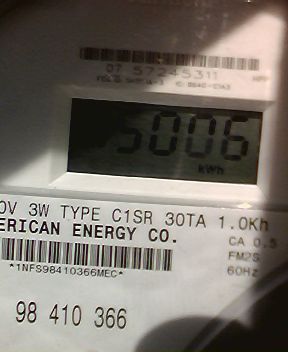 07 57245311
5006
kWh
0V 3W TYPE C1SR 30TA 1.0Kh
ERICAN ENERGY CO.
CA 0.5
FM2S
60HZ
*1NFS98410366MEC*
98 410 366